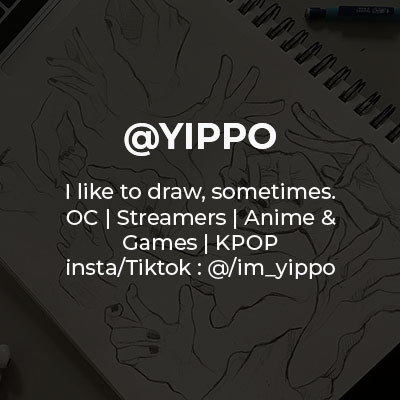 @YIPPO
I like to draw, sometimes.
OC | Streamers | Anime &
Games | KPOP
insta/Tiktok : @/im_yippo